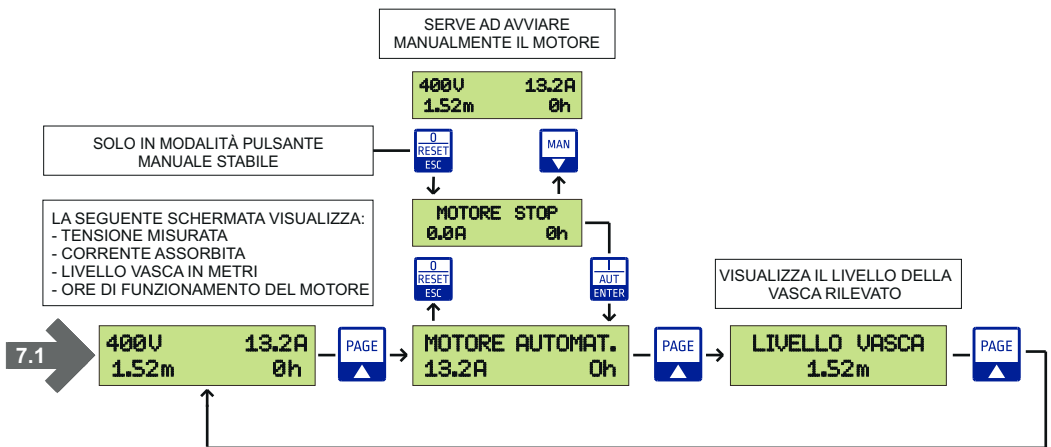 SERVE AD AVVIARE
MANUALMENTE IL MOTORE
400V 13.2A
1.52m 0h
SOLO IN MODALITÀ PULSANTE
MANUALE STABILE
0
RESET
ESC
MAN
LA SEGUENTE SCHERMATA VISUALIZZA:
- TENSIONE MISURATA
- CORRENTE ASSORBITA
- LIVELLO VASCA IN METRI
- ORE DI FUNZIONAMENTO DEL MOTORE
MOTORE STOP
0.0A 0h
0
RESET
ESC
I
AUT
ENTER
VISUALIZZA IL LIVELLO DELLA
VASCA RILEVATO
7.1
400V 13.2A
1.52m 0h
PAGE
MOTORE AUTOMAT.
13.2A 0h
PAGE
LIVELLO VASCA
1.52m
PAGE